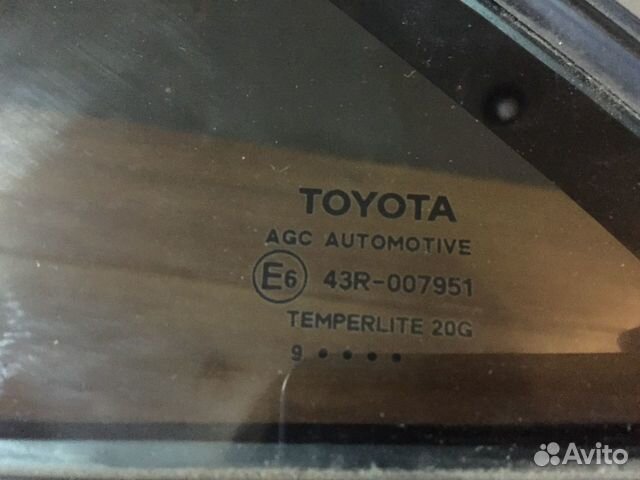 TOYOTA
AGC AUTOMOTIVE
E6 43R-007951
TEMPERLITE 20G
9 • • • •
Avito